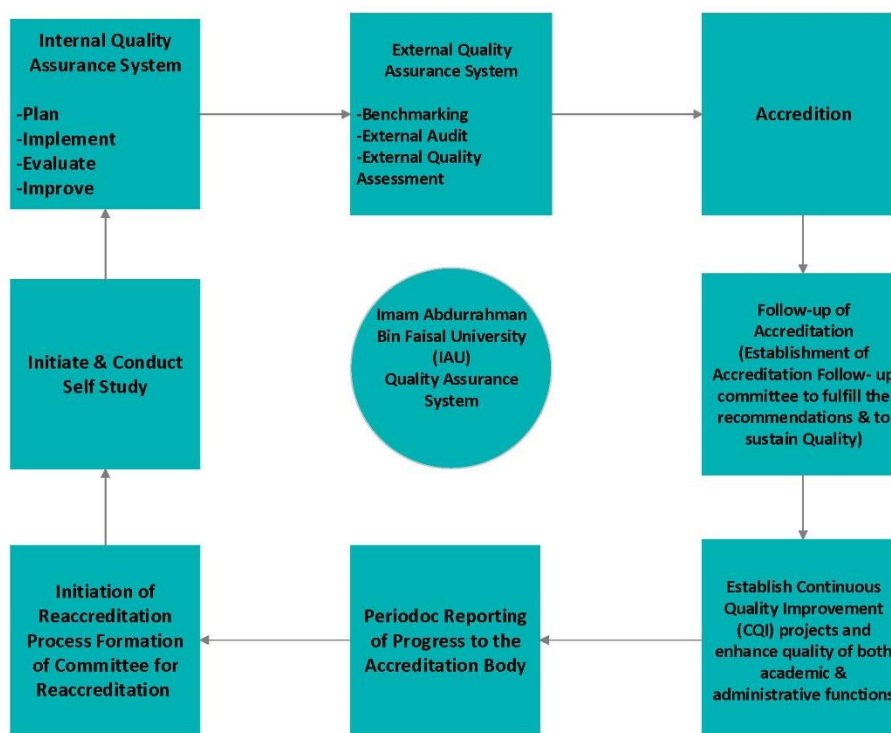 Internal Quality
Assurance System
-Plan
-Implement
-Evaluate
-Improve
External Quality
Assurance System
-Benchmarking
-External Audit
-External Quality
Assessment
Accredition
Initiate & Conduct
Self Study
Imam Abdurrahman
Bin Faisal University
(IAU)
Quality Assurance
System
Follow-up of
Accreditation
(Establishment of
Accreditation Follow- up
committee to fulfill the
recommendations & to
sustain Quality)
Initiation of
Reaccreditation
Process Formation
of Committee for
Reaccreditation
Periodoc Reporting
of Progress to the
Accreditation Body
Establish Continuous
Quality Improvement
(CQI) projects and
enhance quality of both
academic &
administrative functions